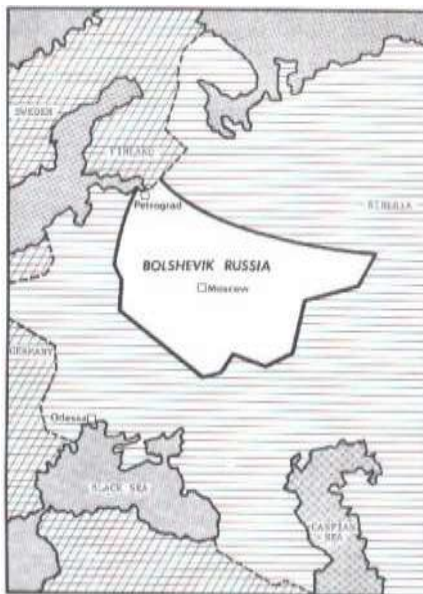 SWEDEN
FINLAND
Petrograd
SIBERIA
BOLSHEVIK RUSSIA
Moscow
GERMANY
Odessa
BLACK SEA
CASPIAN
SEA